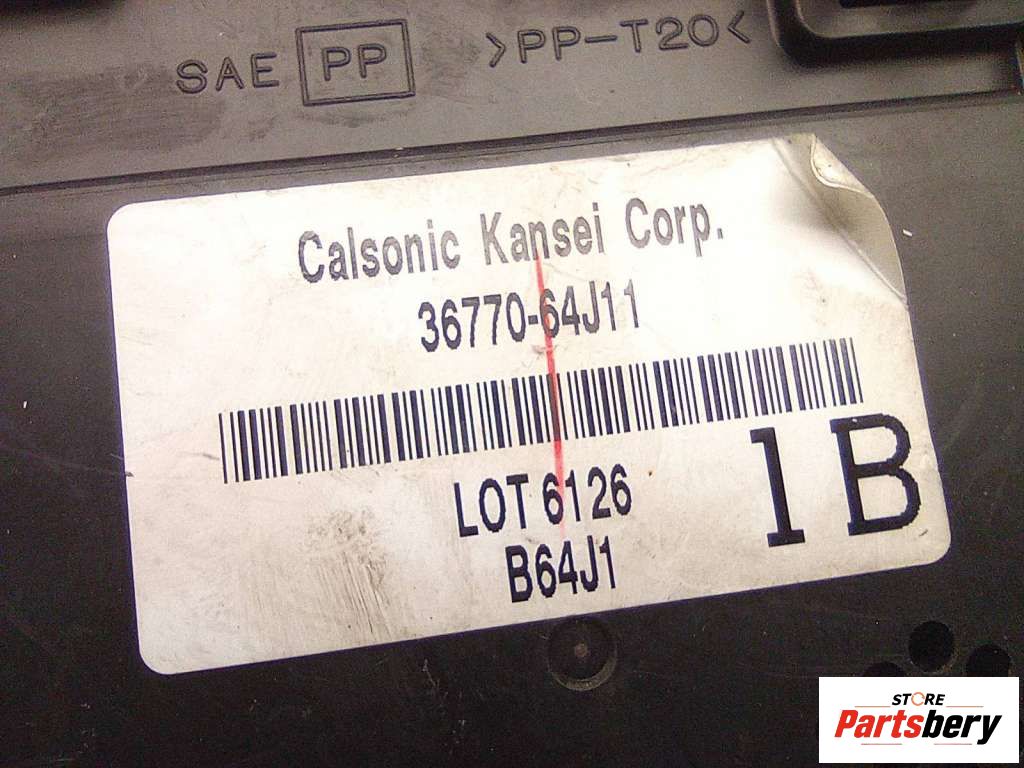 SAE PP >PP-T20<
Calsonic Kansei Corp.
36770-64J11
LOT 6126
1B
B64J1
STORE
Partsbery